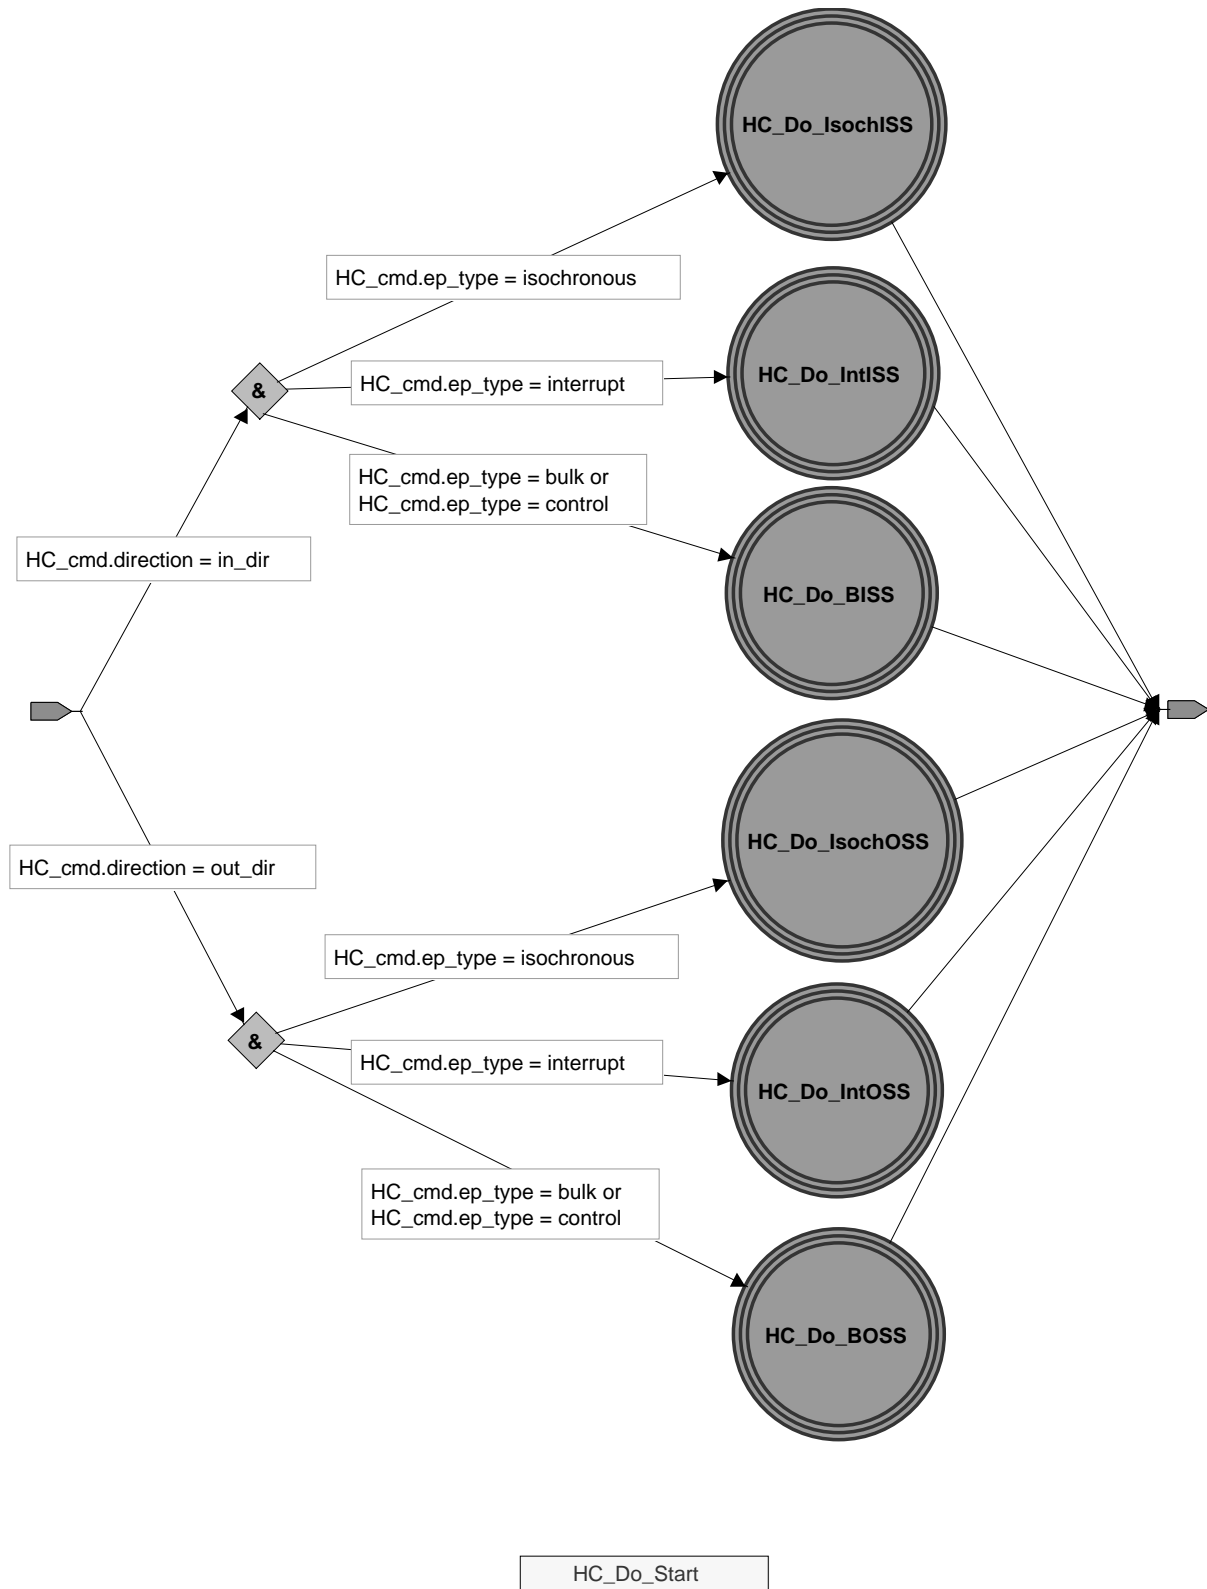 HC_Do_IsochISS
HC_cmd.ep_type = isochronous
HC_Do_IntISS
&
HC_cmd.ep_type = interrupt
HC_cmd.ep_type = bulk or
HC_cmd.ep_type = control
HC_cmd.direction = in_dir
HC_Do_BISS
HC_Do_IsochOSS
HC_cmd.direction = out_dir
HC_cmd.ep_type = isochronous
&
HC_cmd.ep_type = interrupt
HC_Do_IntOSS
HC_cmd.ep_type = bulk or
HC_cmd.ep_type = control
HC_Do_BOSS
HC_Do_Start